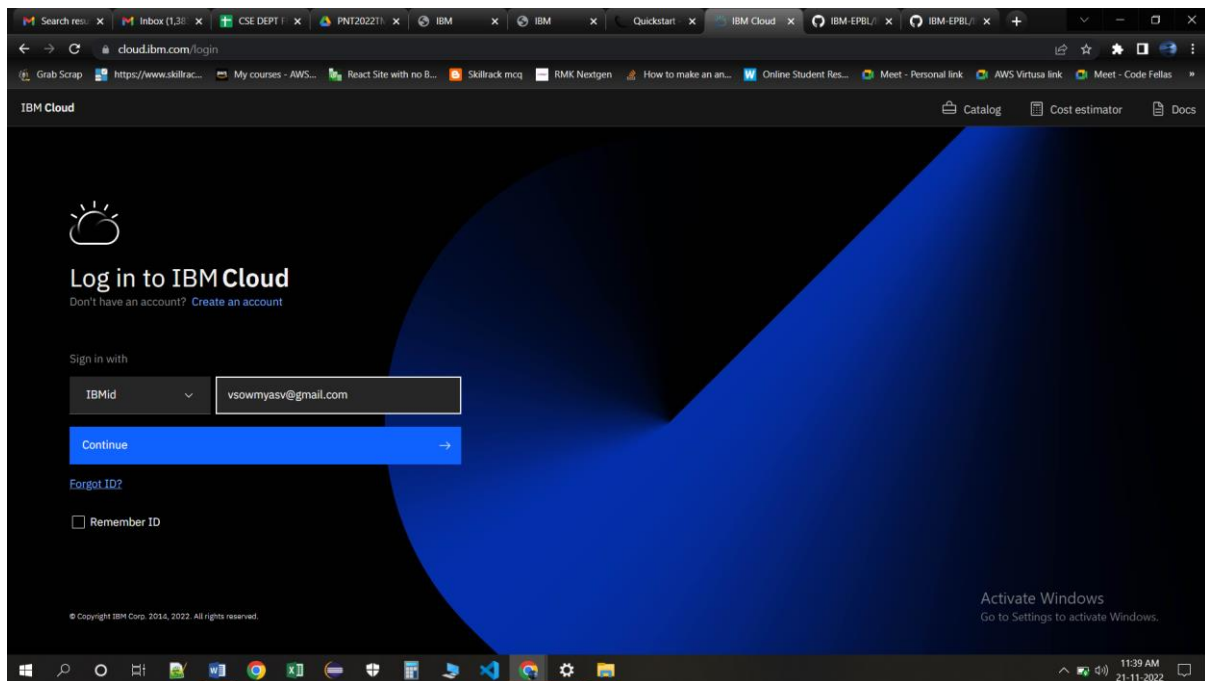 Search resu
Inbox (1,38
CSE DEPT F
PNT2022TN
IBM
IBM
Quickstart
IBM Cloud
IBM-EPBL/I
IBM-EPBL/I
cloud.ibm.com/login
Grab Scrap
https://www.skillrac...
My courses - AWS...
React Site with no B...
Skillrack mcq
RMK Nextgen
How to make an an...
Online Student Res...
Meet - Personal link
AWS Virtusa link
Meet - Code Fellas
»
IBM Cloud
Catalog
Cost estimator
Docs
Log in to IBM Cloud
Don't have an account? Create an account
Sign in with
IBMid
vsowmyasv@gmail.com
Continue
Forgot ID?
Remember ID
Activate Windows
Go to Settings to activate Windows.
© Copyright IBM Corp. 2014, 2022. All rights reserved.
11:39 AM
21-11-2022